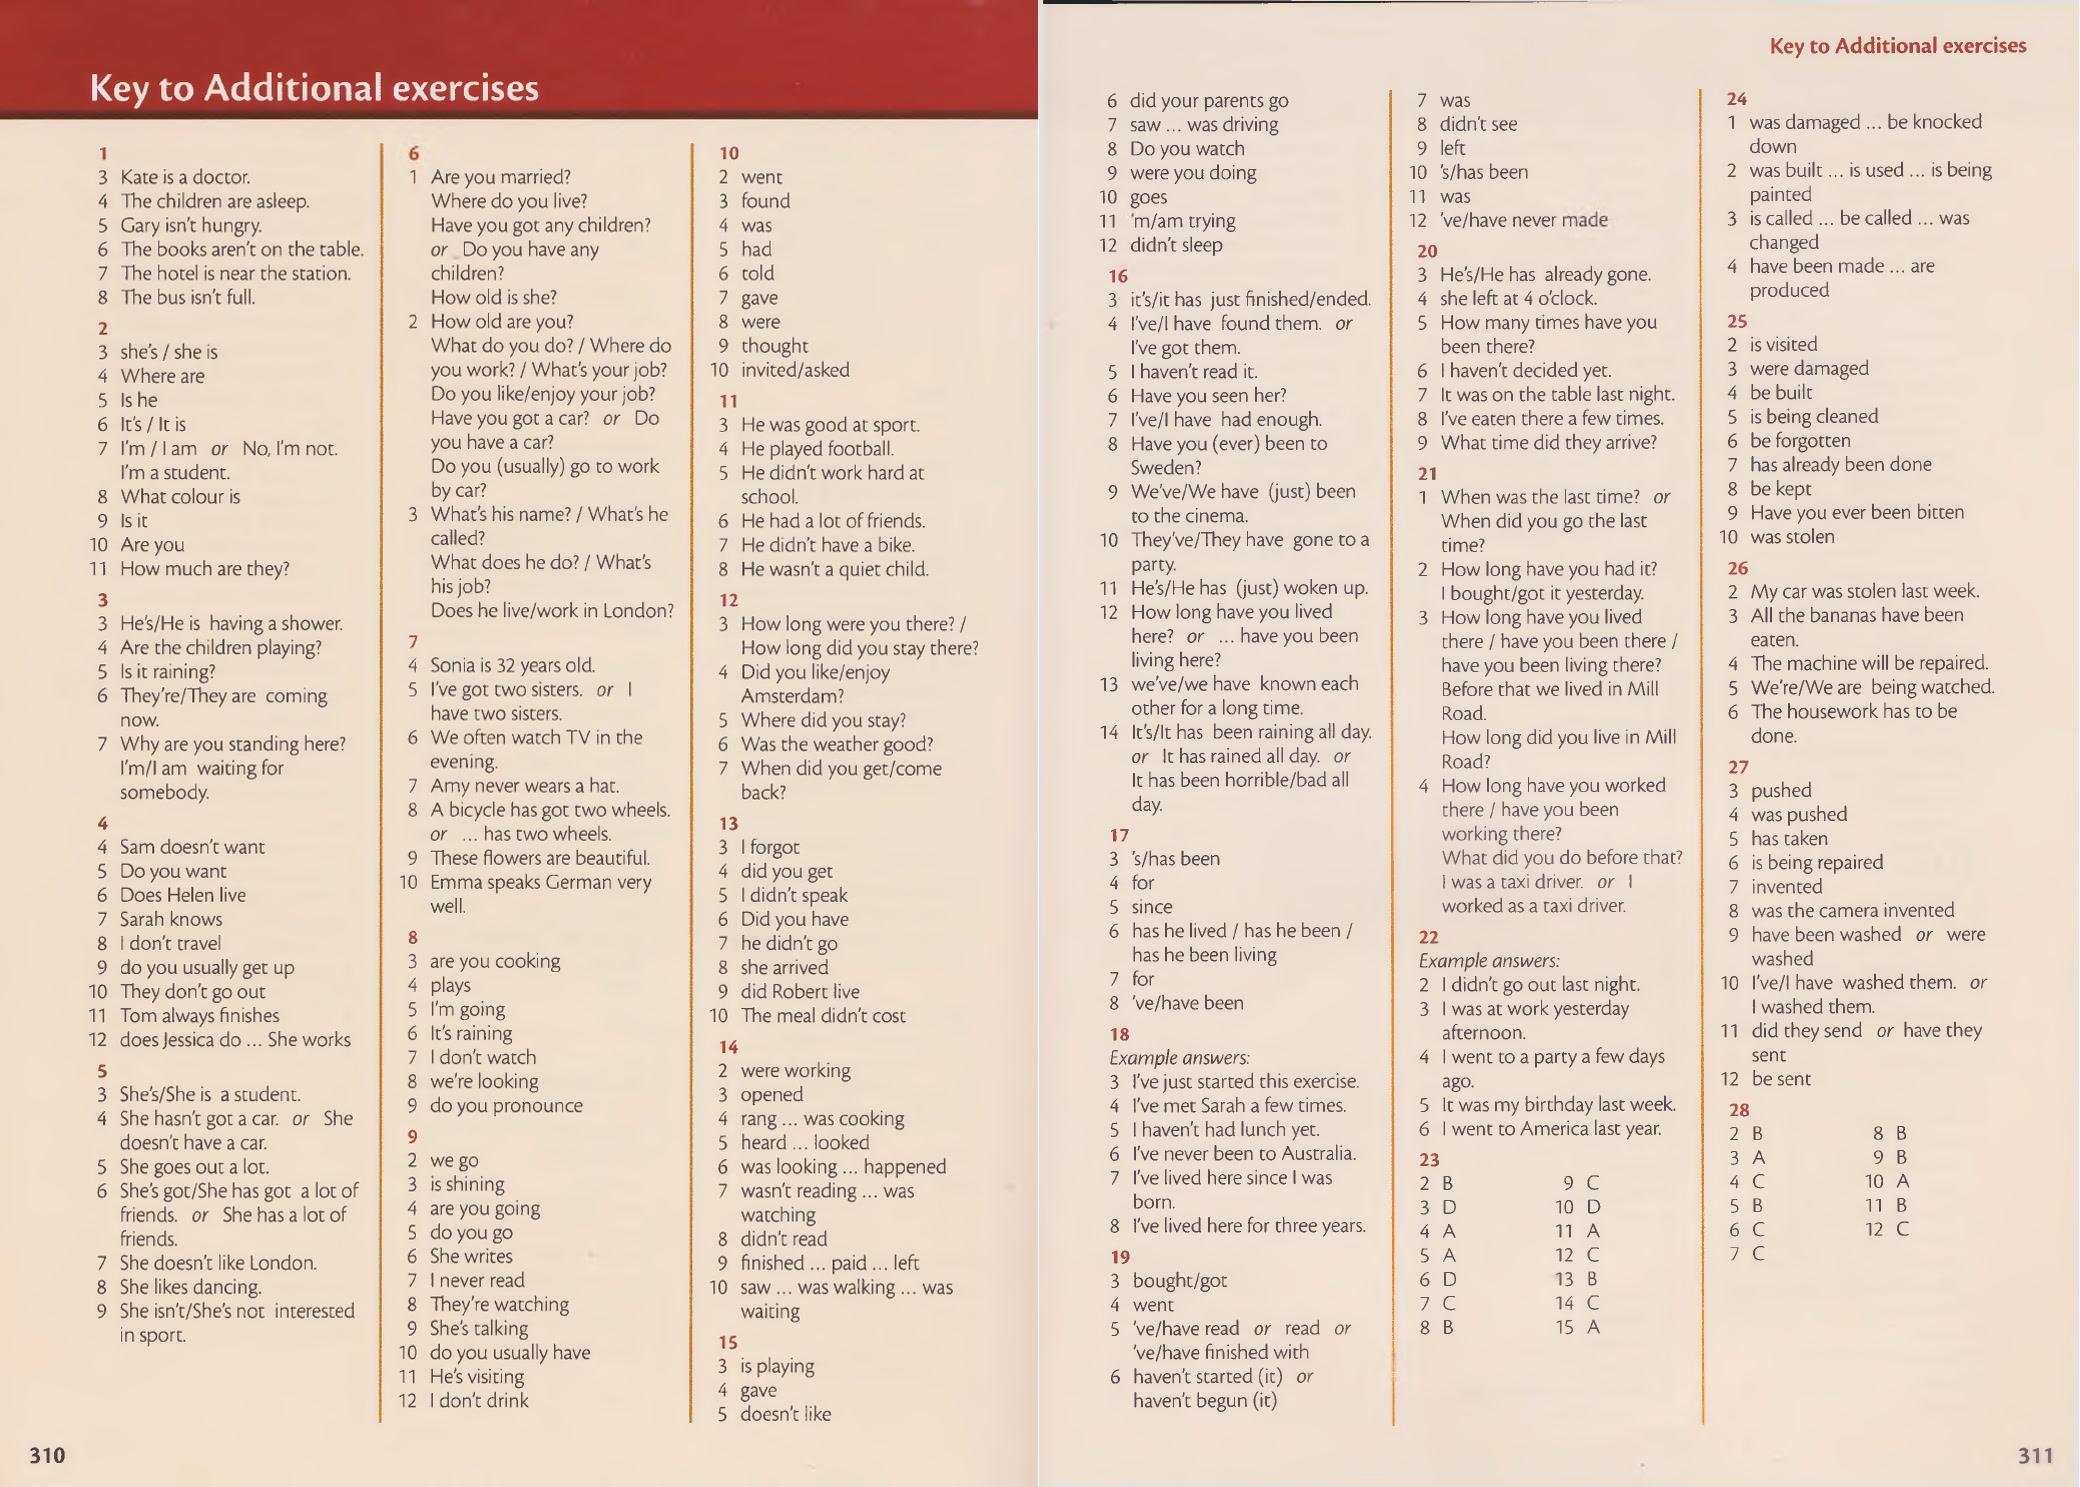 Key to Additional exercises
1
3 Kate is a doctor.
4 The children are asleep.
5 Gary isn't hungry.
6 The books aren't on the table.
7 The hotel is near the station.
8 The bus isn't full.
2
3 she's / she is
4 Where are
5 Is he
6 It's / It is
7 I'm / I am or No, I'm not.
I'm a student.
8 What colour is
9 Is it
10 Are you
11 How much are they?
3
3 He's/He is having a shower.
4 Are the children playing?
5 Is it raining?
6 They're/They are coming
now.
7 Why are you standing here?
I'm/I am waiting for
somebody.
4
4 Sam doesn't want
5 Do you want
6 Does Helen live
7 Sarah knows
8 I don't travel
9 do you usually get up
10 They don't go out
11 Tom always finishes
12 does Jessica do ... She works
5
3 She's/She is a student.
4 She hasn't got a car. or She
doesn't have a car.
5 She goes out a lot.
6 She's got/She has got a lot of
friends. or She has a lot of
friends.
7 She doesn't like London.
8 She likes dancing.
9 She isn't/She's not interested
in sport.
6
1 Are you married?
Where do you live?
Have you got any children?
or Do you have any
children?
How old is she?
2 How old are you?
What do you do? / Where do
you work? / What's your job?
Do you like/enjoy your job?
Have you got a car? or Do
you have a car?
Do you (usually) go to work
by car?
3 What's his name? / What's he
called?
What does he do? / What's
his job?
Does he live/work in London?
7
4 Sonia is 32 years old.
5 I've got two sisters. or I
have two sisters.
6 We often watch TV in the
evening.
7 Amy never wears a hat.
8 A bicycle has got two wheels.
or ... has two wheels.
9 These flowers are beautiful.
10 Emma speaks German very
well.
8
3 are you cooking
4 plays
5 I'm going
6 It's raining
7 I don't watch
8 we're looking
9 do you pronounce
9
2 we go
3 is shining
4 are you going
5 do you go
6 She writes
7 I never read
8 They're watching
9 She's talking
10 do you usually have
11 He's visiting
12 I don't drink
10
2 went
3 found
4 was
5 had
6 told
7 gave
8 were
9 thought
10 invited/asked
11
3 He was good at sport.
4 He played football.
5 He didn't work hard at
school.
6 He had a lot of friends.
7 He didn't have a bike.
8 He wasn't a quiet child.
12
3 How long were you there? /
How long did you stay there?
4 Did you like/enjoy
Amsterdam?
5 Where did you stay?
6 Was the weather good?
7 When did you get/come
back?
13
3 I forgot
4 did you get
5 I didn't speak
6 Did you have
7 he didn't go
8 she arrived
9 did Robert live
10 The meal didn't cost
14
2 were working
3 opened
4 rang ... was cooking
5 heard ... looked
6 was looking ... happened
7 wasn't reading ... was
watching
8 didn't read
9 finished ... paid ... left
10 saw ... was walking ... was
waiting
15
3 is playing
4 gave
5 doesn't like
310
Key to Additional exercises
6 did your parents go
7 saw ... was driving
8 Do you watch
9 were you doing
10 goes
11 'm/am trying
12 didn't sleep
16
3 it's/it has just finished/ended.
4 I've/I have found them. or
I've got them.
5 I haven't read it.
6 Have you seen her?
7 I've/I have had enough.
8 Have you (ever) been to
Sweden?
9 We've/We have (just) been
to the cinema.
10 They've/They have gone to a
party.
11 He's/He has (just) woken up.
12 How long have you lived
here? or ... have you been
living here?
13 we've/we have known each
other for a long time.
14 It's/It has been raining all day.
or It has rained all day. or
It has been horrible/bad all
day.
17
3 's/has been
4 for
5 since
6 has he lived / has he been /
has he been living
7 for
8 've/have been
18
Example answers:
3 I've just started this exercise.
4 I've met Sarah a few times.
5 I haven't had lunch yet.
6 I've never been to Australia.
7 I've lived here since I was
born.
8 I've lived here for three years.
19
3 bought/got
4 went
5 've/have read or read or
've/have finished with
6 haven't started (it) or
haven't begun (it)
7 was
8 didn't see
9 left
10 's/has been
11 was
12 've/have never made
20
3 He's/He has already gone.
4 she left at 4 o'clock.
5 How many times have you
been there?
6 I haven't decided yet.
7 It was on the table last night.
8 I've eaten there a few times.
9 What time did they arrive?
21
1 When was the last time? or
When did you go the last
time?
2 How long have you had it?
I bought/got it yesterday.
3 How long have you lived
there / have you been there /
have you been living there?
Before that we lived in Mill
Road.
How long did you live in Mill
Road?
4 How long have you worked
there / have you been
working there?
What did you do before that?
I was a taxi driver. or I
worked as a taxi driver.
22
Example answers:
2 I didn't go out last night.
3 I was at work yesterday
afternoon.
4 I went to a party a few days
ago.
5 It was my birthday last week.
6 I went to America last year.
23
2 B 9 C
3 D 10 D
4 A 11 A
5 A 12 C
6 D 13 B
7 C 14 C
8 B 15 A
24
1 was damaged ... be knocked
down
2 was built ... is used ... is being
painted
3 is called ... be called ... was
changed
4 have been made ... are
produced
25
2 is visited
3 were damaged
4 be built
5 is being cleaned
6 be forgotten
7 has already been done
8 be kept
9 Have you ever been bitten
10 was stolen
26
2 My car was stolen last week.
3 All the bananas have been
eaten.
4 The machine will be repaired.
5 We're/We are being watched.
6 The housework has to be
done.
27
3 pushed
4 was pushed
5 has taken
6 is being repaired
7 invented
8 was the camera invented
9 have been washed or were
washed
10 I've/I have washed them. or
I washed them.
11 did they send or have they
sent
12 be sent
28
2 B 8 B
3 A 9 B
4 C 10 A
5 B 11 B
6 C 12 C
7 C
311